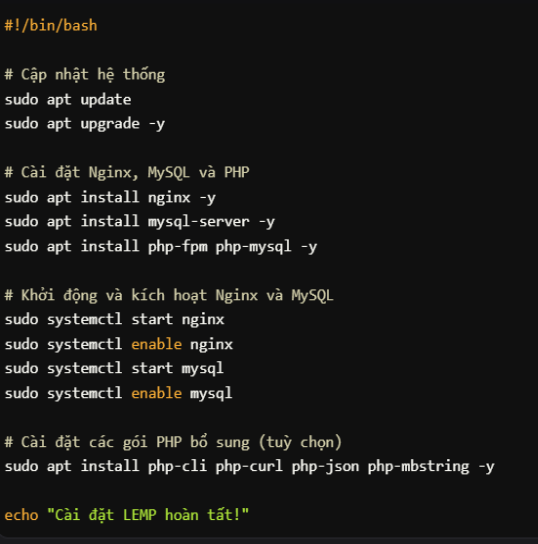 #!/bin/bash
# Cập nhật hệ thống
sudo apt update
sudo apt upgrade -y
# Cài đặt Nginx, MySQL và PHP
sudo apt install nginx -y
sudo apt install mysql-server -y
sudo apt install php-fpm php-mysql -y
# Khởi động và kích hoạt Nginx và MySQL
sudo systemctl start nginx
sudo systemctl enable nginx
sudo systemctl start mysql
sudo systemctl enable mysql
# Cài đặt các gói PHP bổ sung (tuỳ chọn)
sudo apt install php-cli php-curl php-json php-mbstring -y
echo "Cài đặt LEMP hoàn tất!"